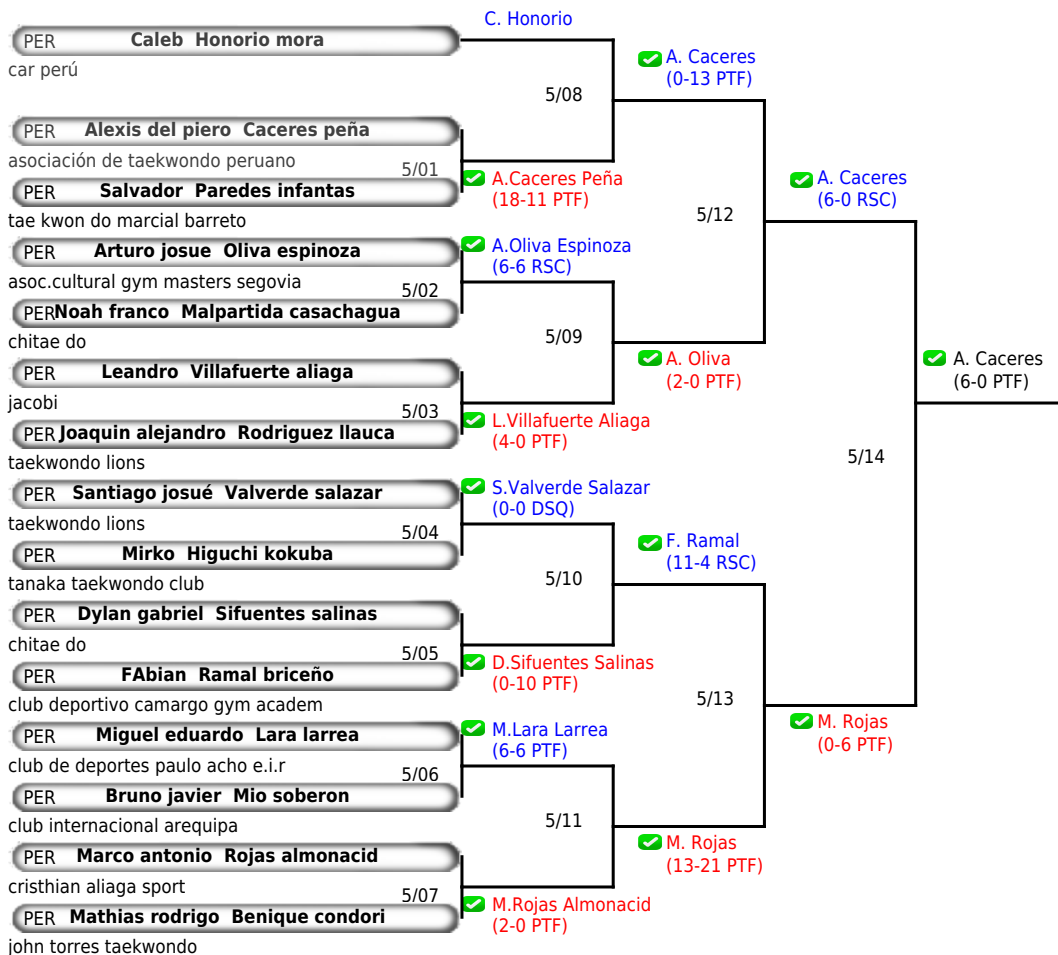 C. Honorio
PER Caleb Honorio mora
car perú
A. Caceres
(0-13 PTF)
5/08
PER Alexis del piero Caceres peña
asociación de taekwondo peruano
5/01
PER Salvador Paredes infantas
tae kwon do marcial barreto
A.Caceres Peña
(18-11 PTF)
A. Caceres
(6-0 RSC)
5/12
PER Arturo josue Oliva espinoza
asoc.cultural gym masters segovia
5/02
A.Oliva Espinoza
(6-6 RSC)
PER Noah franco Malpartida casachagua
chitae do
5/09
PER Leandro Villafuerte aliaga
jacobi
5/03
A. Oliva
(2-0 PTF)
A. Caceres
(6-0 PTF)
PER Joaquin alejandro Rodriguez llauca
taekwondo lions
L.Villafuerte Aliaga
(4-0 PTF)
5/14
PER Santiago josué Valverde salazar
taekwondo lions
5/04
S.Valverde Salazar
(0-0 DSQ)
PER Mirko Higuchi kokuba
tanaka taekwondo club
F. Ramal
(11-4 RSC)
5/10
PER Dylan gabriel Sifuentes salinas
chitae do
5/05
PER FAbian Ramal briceño
club deportivo camargo gym academ
D.Sifuentes Salinas
(0-10 PTF)
5/13
PER Miguel eduardo Lara larrea
club de deportes paulo acho e.i.r
5/06
M.Lara Larrea
(6-6 PTF)
M. Rojas
(0-6 PTF)
PER Bruno javier Mio soberon
club internacional arequipa
5/11
PER Marco antonio Rojas almonacid
cristhian aliaga sport
5/07
M. Rojas
(13-21 PTF)
PER Mathias rodrigo Benique condori
john torres taekwondo
M.Rojas Almonacid
(2-0 PTF)